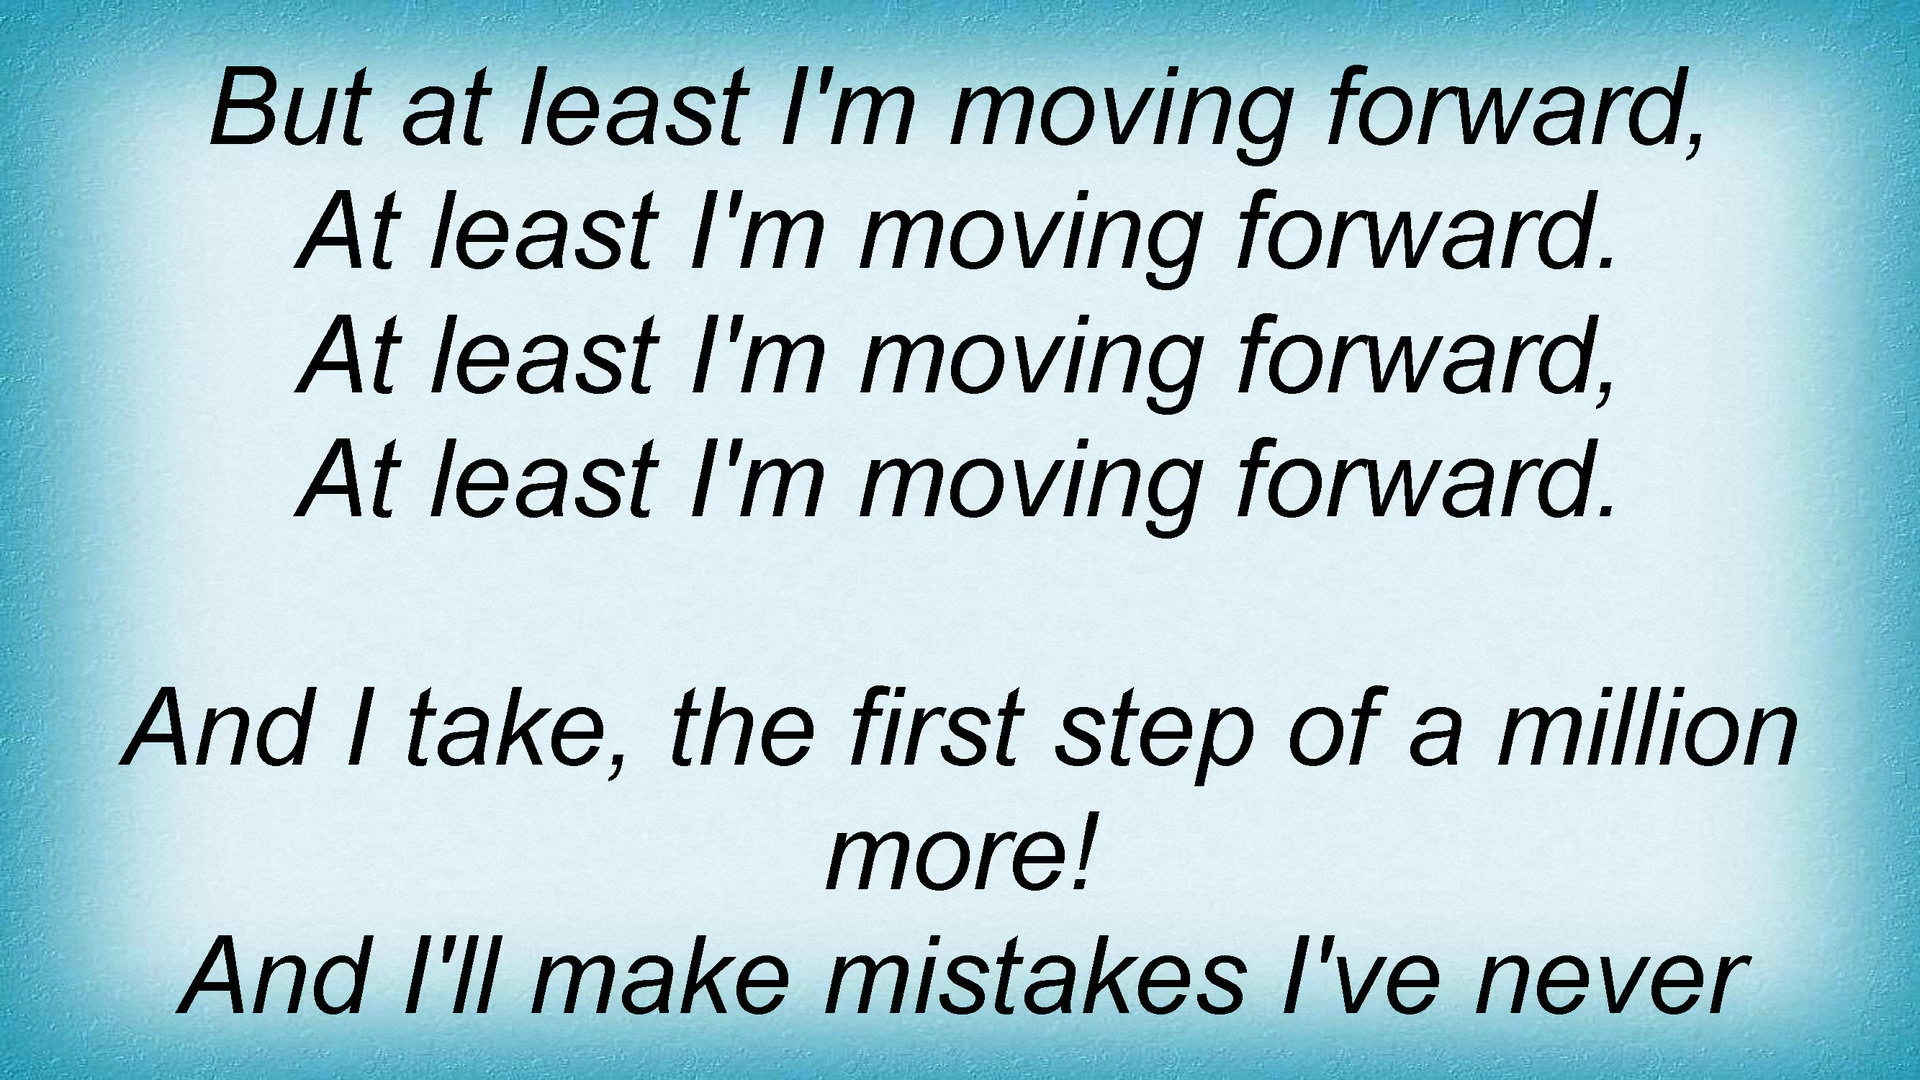 But at least I'm moving forward,
At least I'm moving forward.
At least I'm moving forward,
At least I'm moving forward.
And I take, the first step of a million
more!
And I'll make mistakes I've never